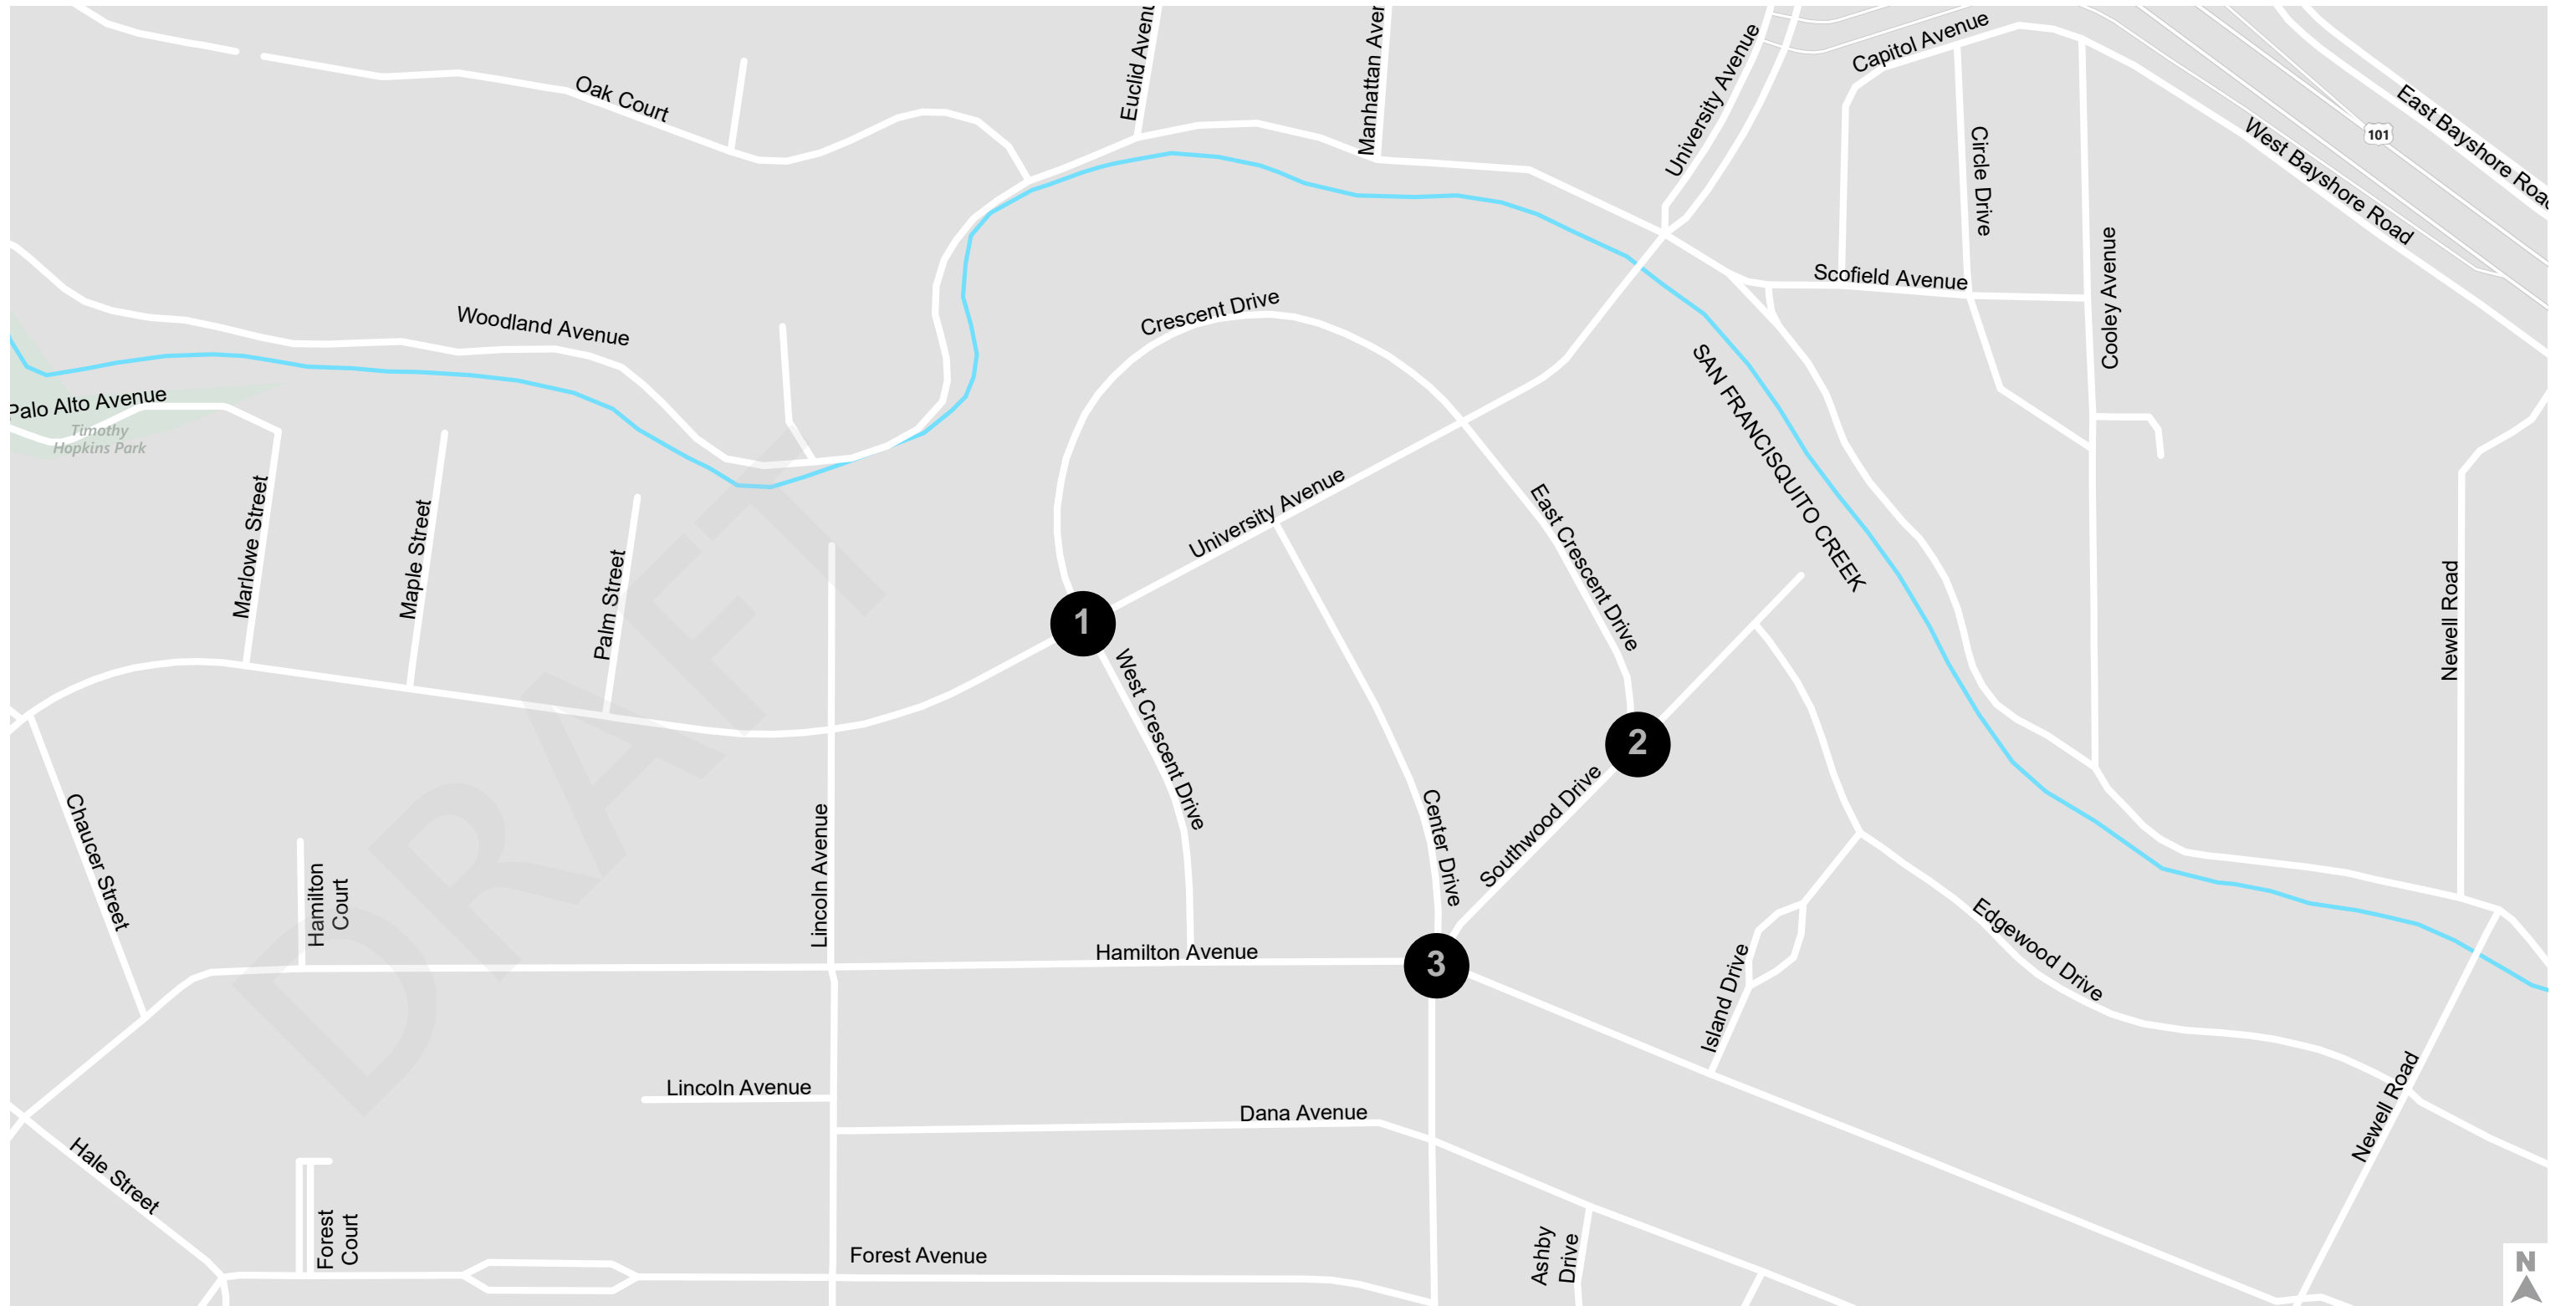 Oak Court
Euclid Avenu
Manhattan Aven
University Avenue
Capitol Avenue
Circle Drive
101
East Bayshore Road
West Bayshore Road
Cooley Avenue
Scofield Avenue
Woodland Avenue
Crescent Drive
Palo Alto Avenue
Timothy
Hopkins Park
SAN FRANCISQUITO CREEK
Marlowe Street
Maple Street
Palm Street
University Avenue
East Crescent Drive
Newell Road
1
West Crescent Drive
2
Chaucer Street
Hamilton
Court
Lincoln Avenue
Center Drive
Southwood Drive
Hamilton Avenue
3
Island Drive
Edgewood Drive
Lincoln Avenue
Dana Avenue
Newell Road
Hale Street
Forest
Court
Forest Avenue
Ashby
Drive
N
DRAFT